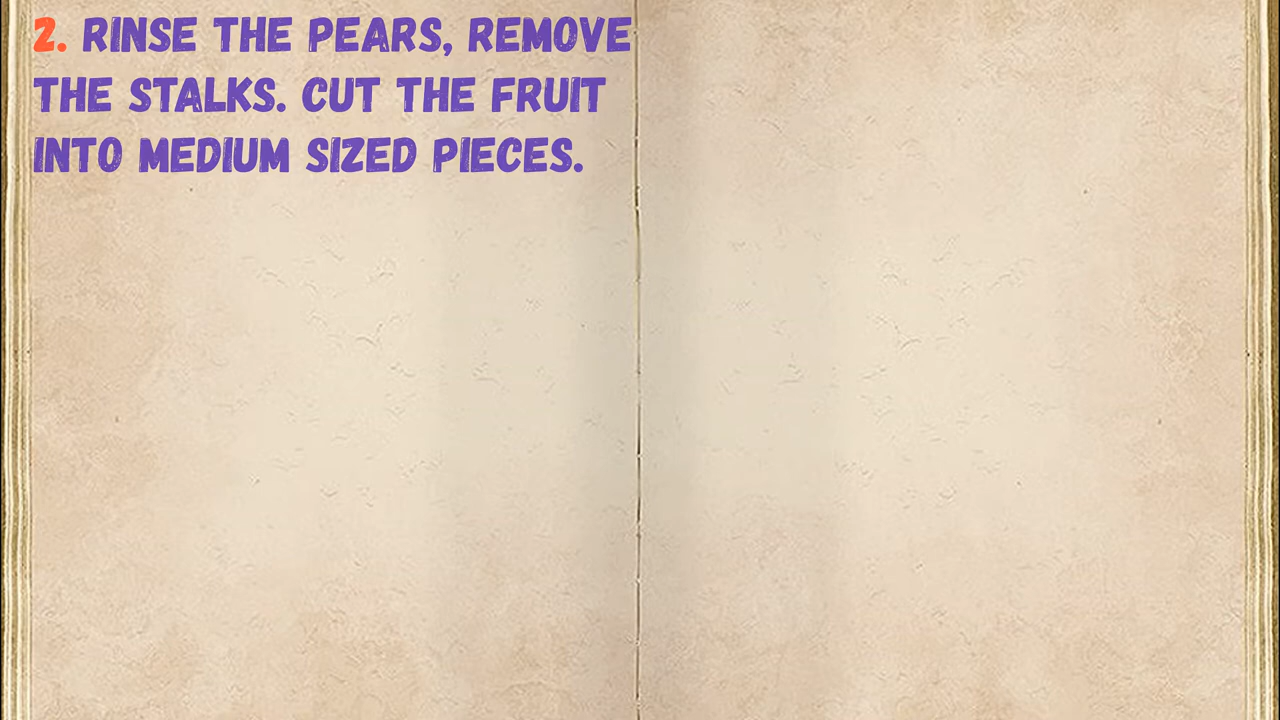 2. RINSE THE PEARS, REMOVE
THE STALKS. CUT THE FRUIT
INTO MEDIUM SIZED PIECES.